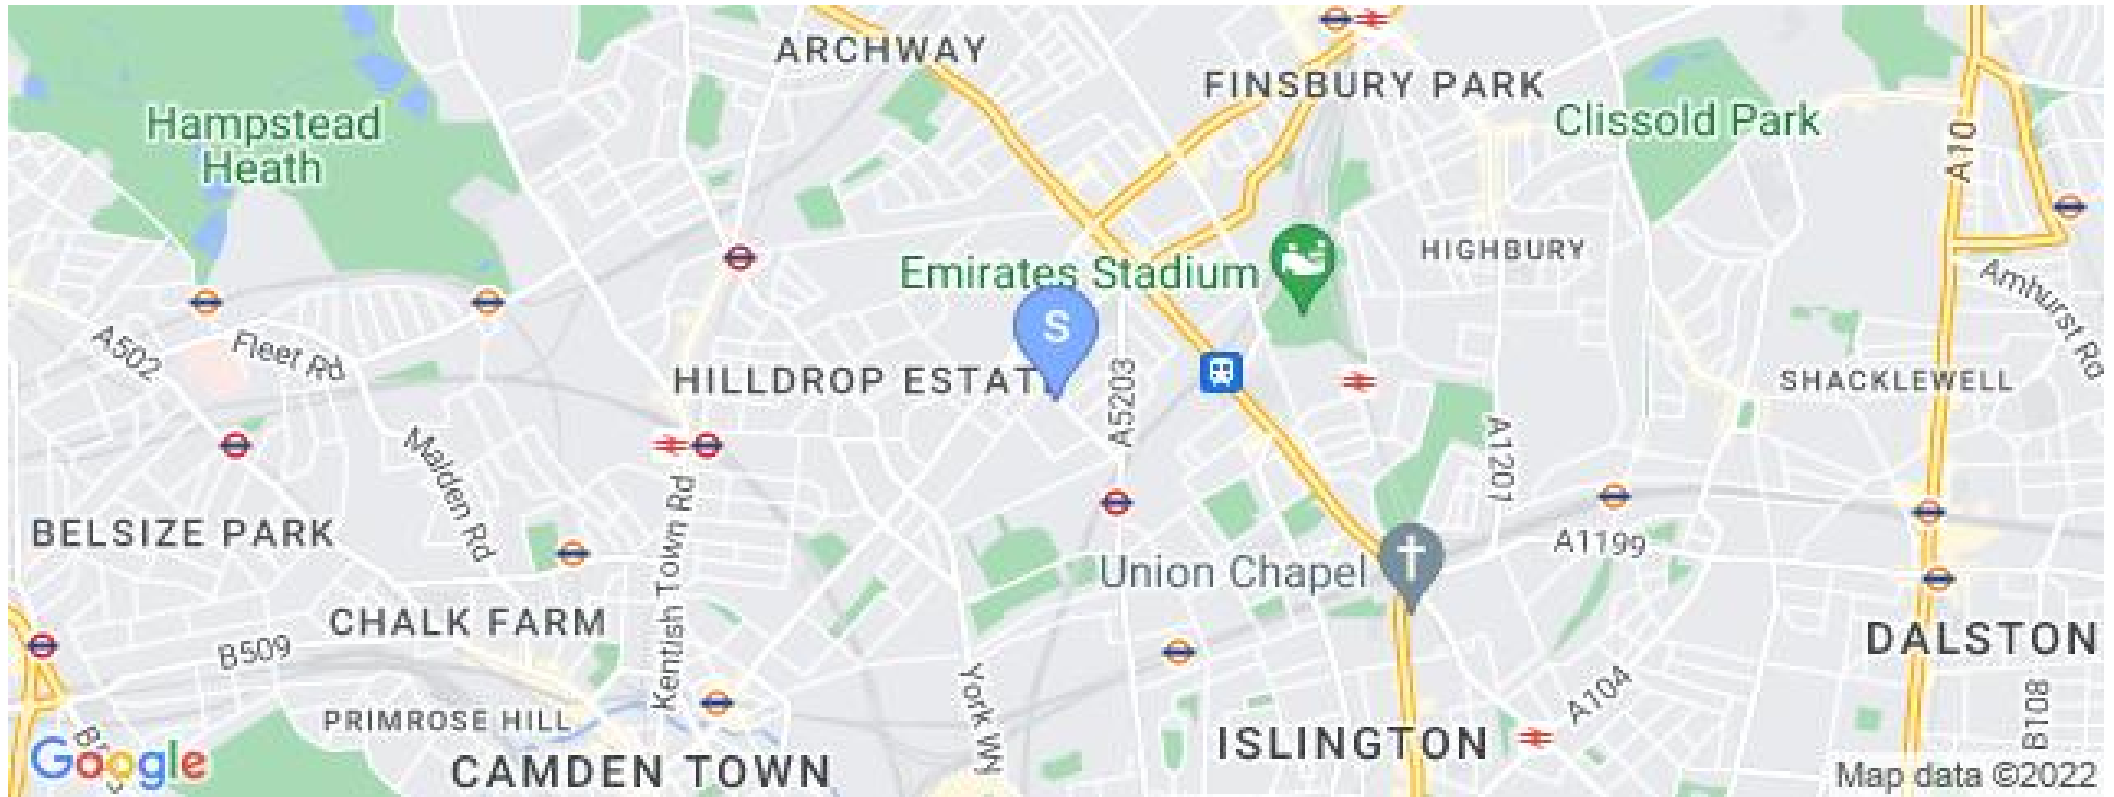 ARCHWAY
FINSBURY PARK
Hampstead
Heath
Clissold Park
A10
HIGHBURY
Emirates Stadium
S
Amhurst Rd
A502
Fleet Rd
HILLDROP ESTATE
A5203
SHACKLEWELL
A1201
Malden Rd
BELSIZE PARK
Kentish Town Rd
A1199
Union Chapel
CHALK FARM
B509
DALSTON
York Wy
A104
B108
PRIMROSE HILL
ISLINGTON
CAMDEN TOWN
Google
Map data ©2022